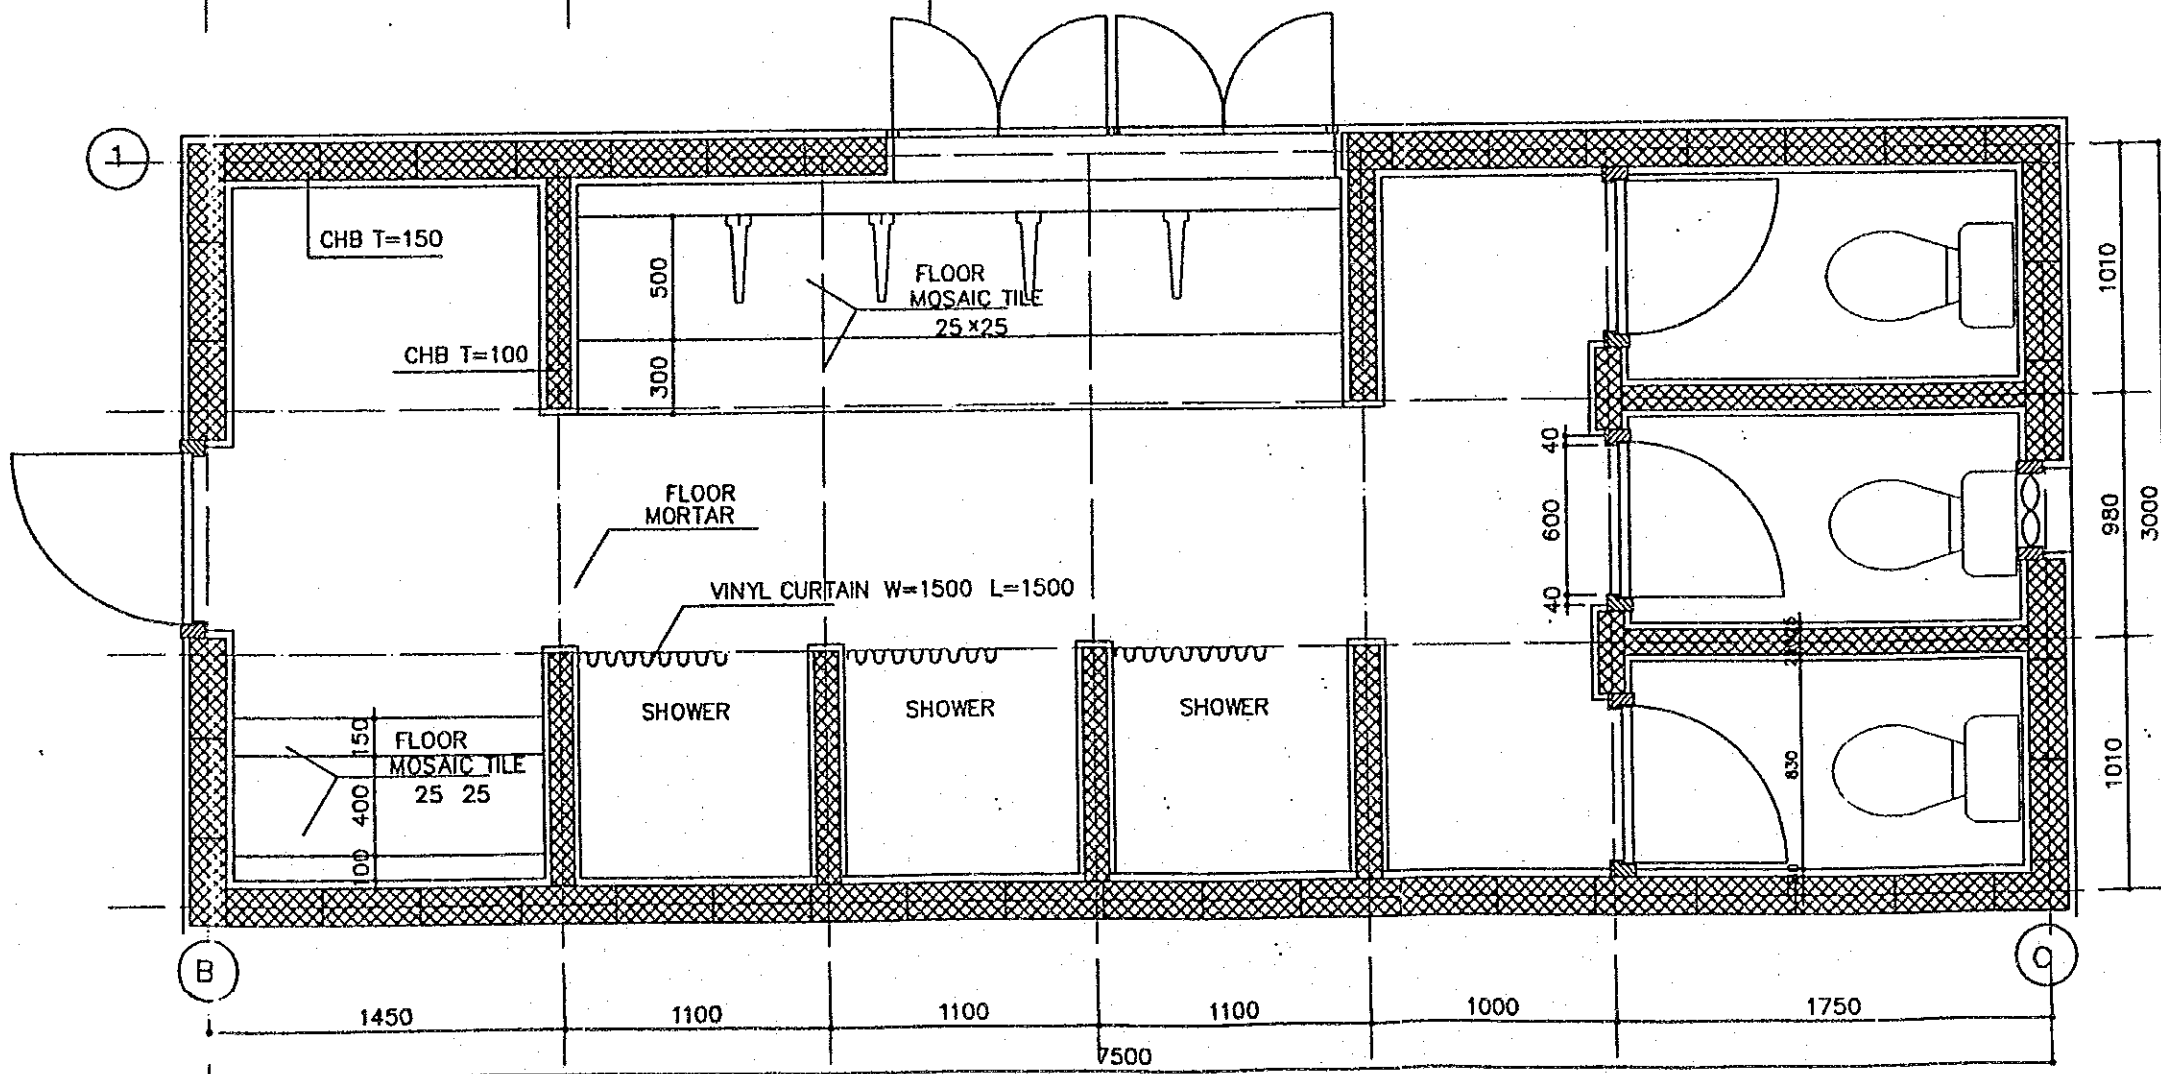 1
CHB T=150
500
FLOOR
MOSAIC TILE
25×25
1010
CHB T=100
300
40
FLOOR
MORTAR
600
980
3000
VINYL CURTAIN W=1500 L=1500
40
SHOWER
SHOWER
SHOWER
150
FLOOR
MOSAIC TILE
25 25
400
830
1010
100
B
1450
1100
1100
1100
1000
1750
7500